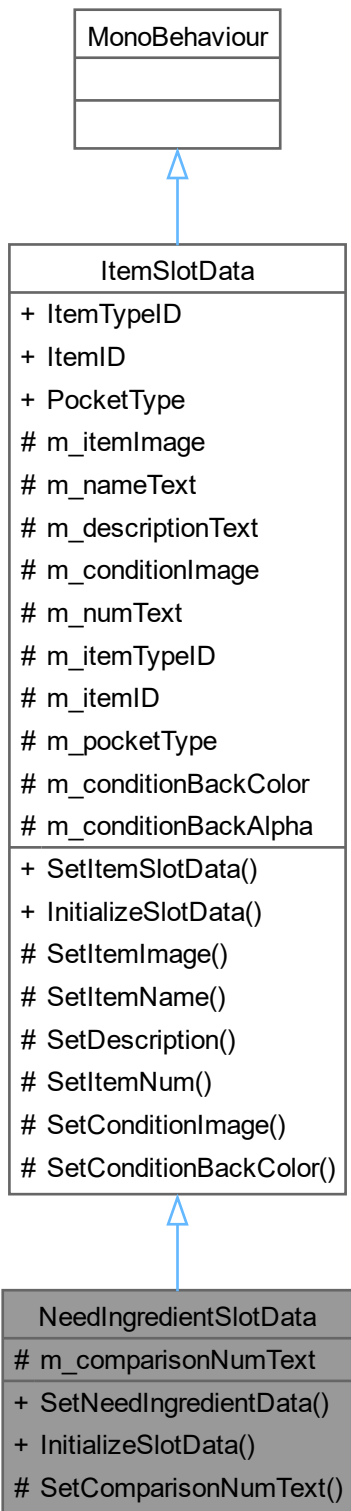 MonoBehaviour
ItemSlotData
+ ItemTypeID
+ ItemID
+ PocketType
# m_itemImage
# m_nameText
# m_descriptionText
# m_conditionImage
# m_numText
# m_itemTypeID
# m_itemID
# m_pocketType
# m_conditionBackColor
# m_conditionBackAlpha
+ SetItemSlotData()
+ InitializeSlotData()
# SetItemImage()
# SetItemName()
# SetDescription()
# SetItemNum()
# SetConditionImage()
# SetConditionBackColor()
NeedIngredientSlotData
# m_comparisonNumText
+ SetNeedIngredientData()
+ InitializeSlotData()
# SetComparisonNumText()